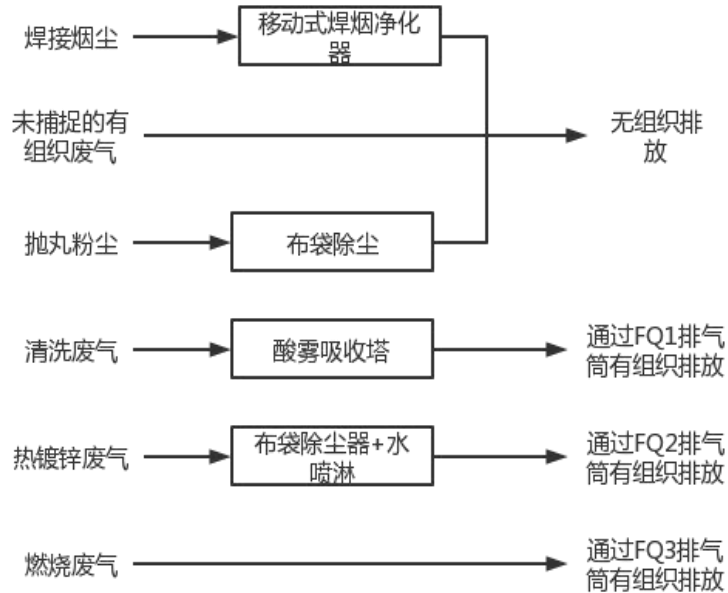 焊接烟尘
移动式焊烟净化
器
未捕捉的有
组织废气
无组织排
放
抛丸粉尘
布袋除尘
清洗废气
酸雾吸收塔
通过FQ1排气
筒有组织排放
热镀锌废气
布袋除尘器+水
喷淋
通过FQ2排气
筒有组织排放
燃烧废气
通过FQ3排气
筒有组织排放